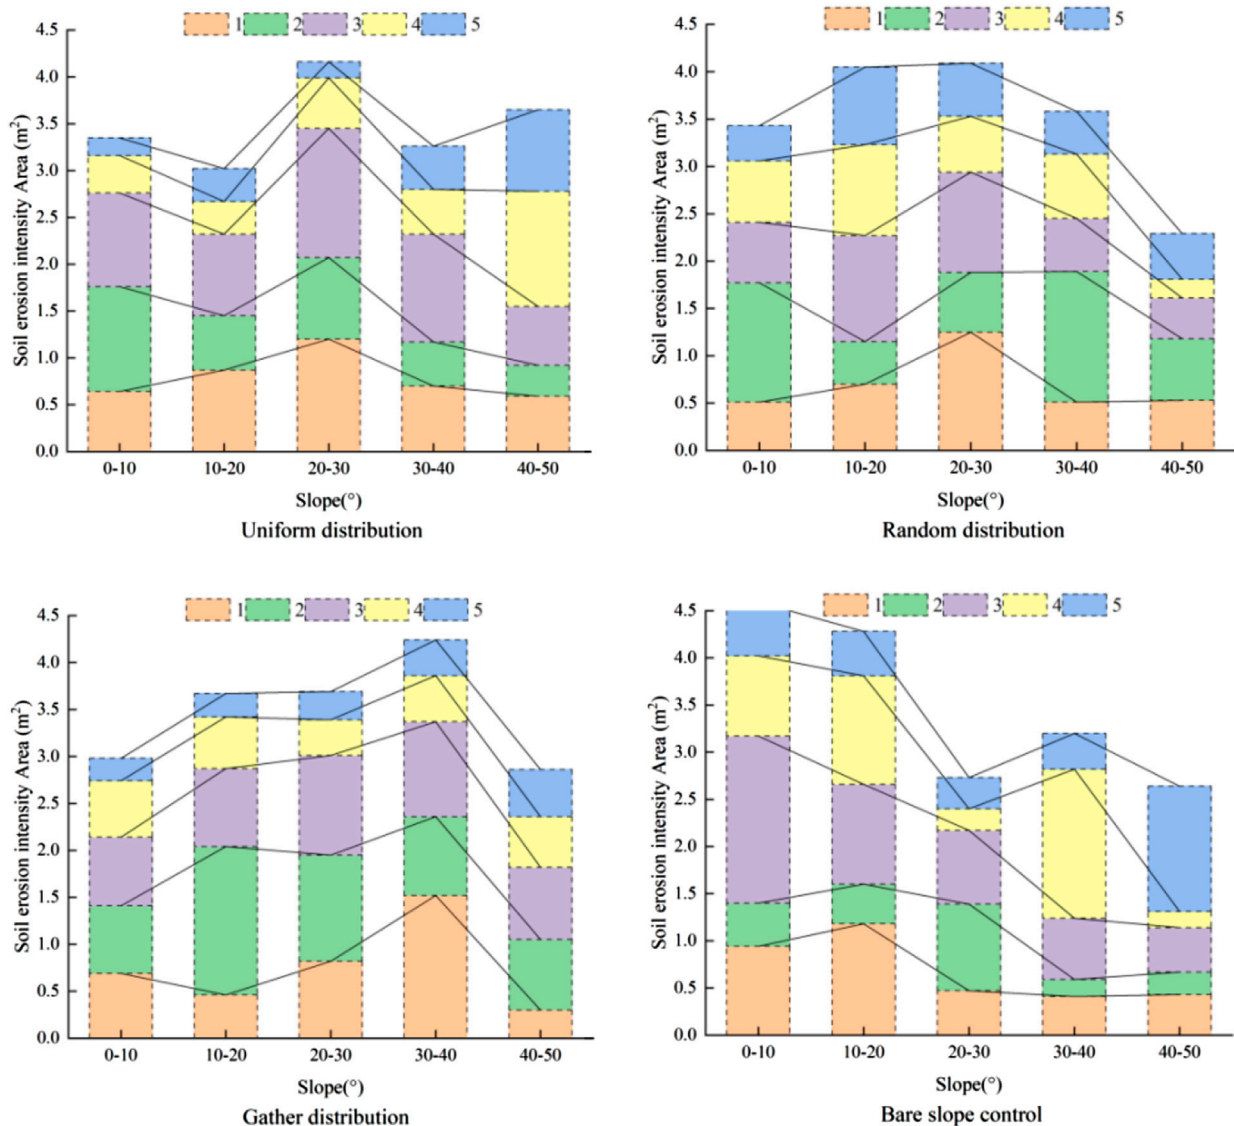 1 2 3 4 5
4.5
4.0
3.5
3.0
2.5
2.0
1.5
1.0
0.5
0.0
Soil erosion intensity Area (m²)
0-10 10-20 20-30 30-40 40-50
Slope(°)
Uniform distribution
1 2 3 4 5
4.5
4.0
3.5
3.0
2.5
2.0
1.5
1.0
0.5
0.0
Soil erosion intensity Area (m²)
0-10 10-20 20-30 30-40 40-50
Slope(°)
Random distribution
1 2 3 4 5
4.5
4.0
3.5
3.0
2.5
2.0
1.5
1.0
0.5
0.0
Soil erosion intensity Area (m²)
0-10 10-20 20-30 30-40 40-50
Slope(°)
Gather distribution
1 2 3 4 5
4.5
4.0
3.5
3.0
2.5
2.0
1.5
1.0
0.5
0.0
Soil erosion intensity Area (m²)
0-10 10-20 20-30 30-40 40-50
Slope(°)
Bare slope control